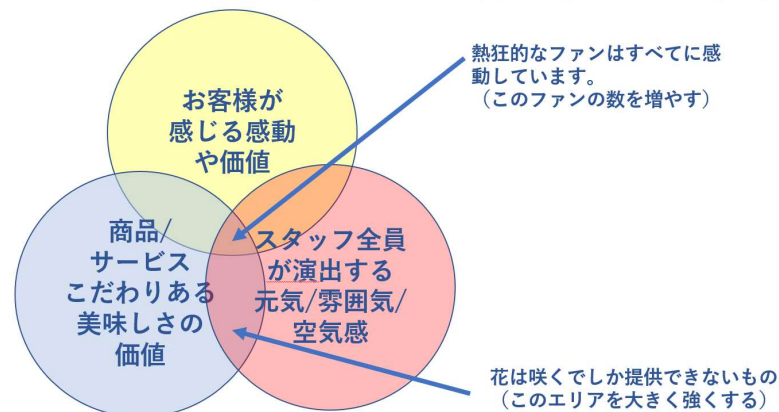 お客様が
感じる感動
や価値
商品/
サービス
こだわりある
美味しさの
価値
スタッフ全員
が演出する
元気/雰囲気/
空気感
熱狂的なファンはすべてに感
動しています。
（このファンの数を増やす）
花は咲くでしか提供できないもの
（このエリアを大きく強くする）